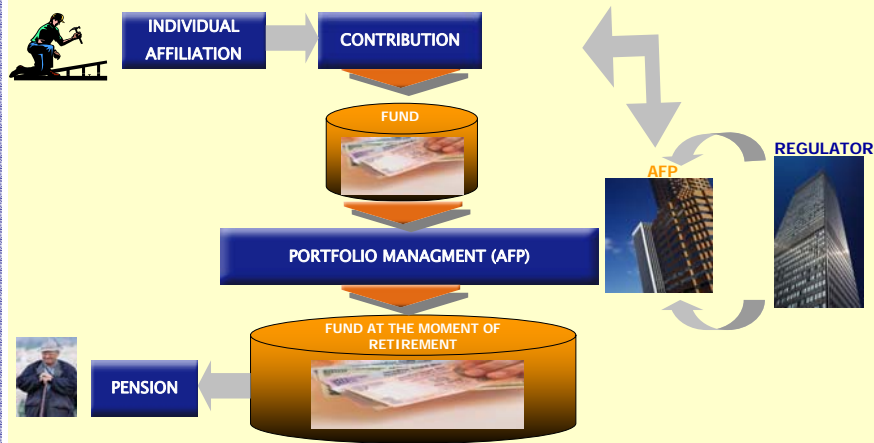 INDIVIDUAL
AFFILIATION
CONTRIBUTION
FUND
REGULATOR
AFP
PORTFOLIO MANAGMENT (AFP)
FUND AT THE MOMENT OF
RETIREMENT
PENSION